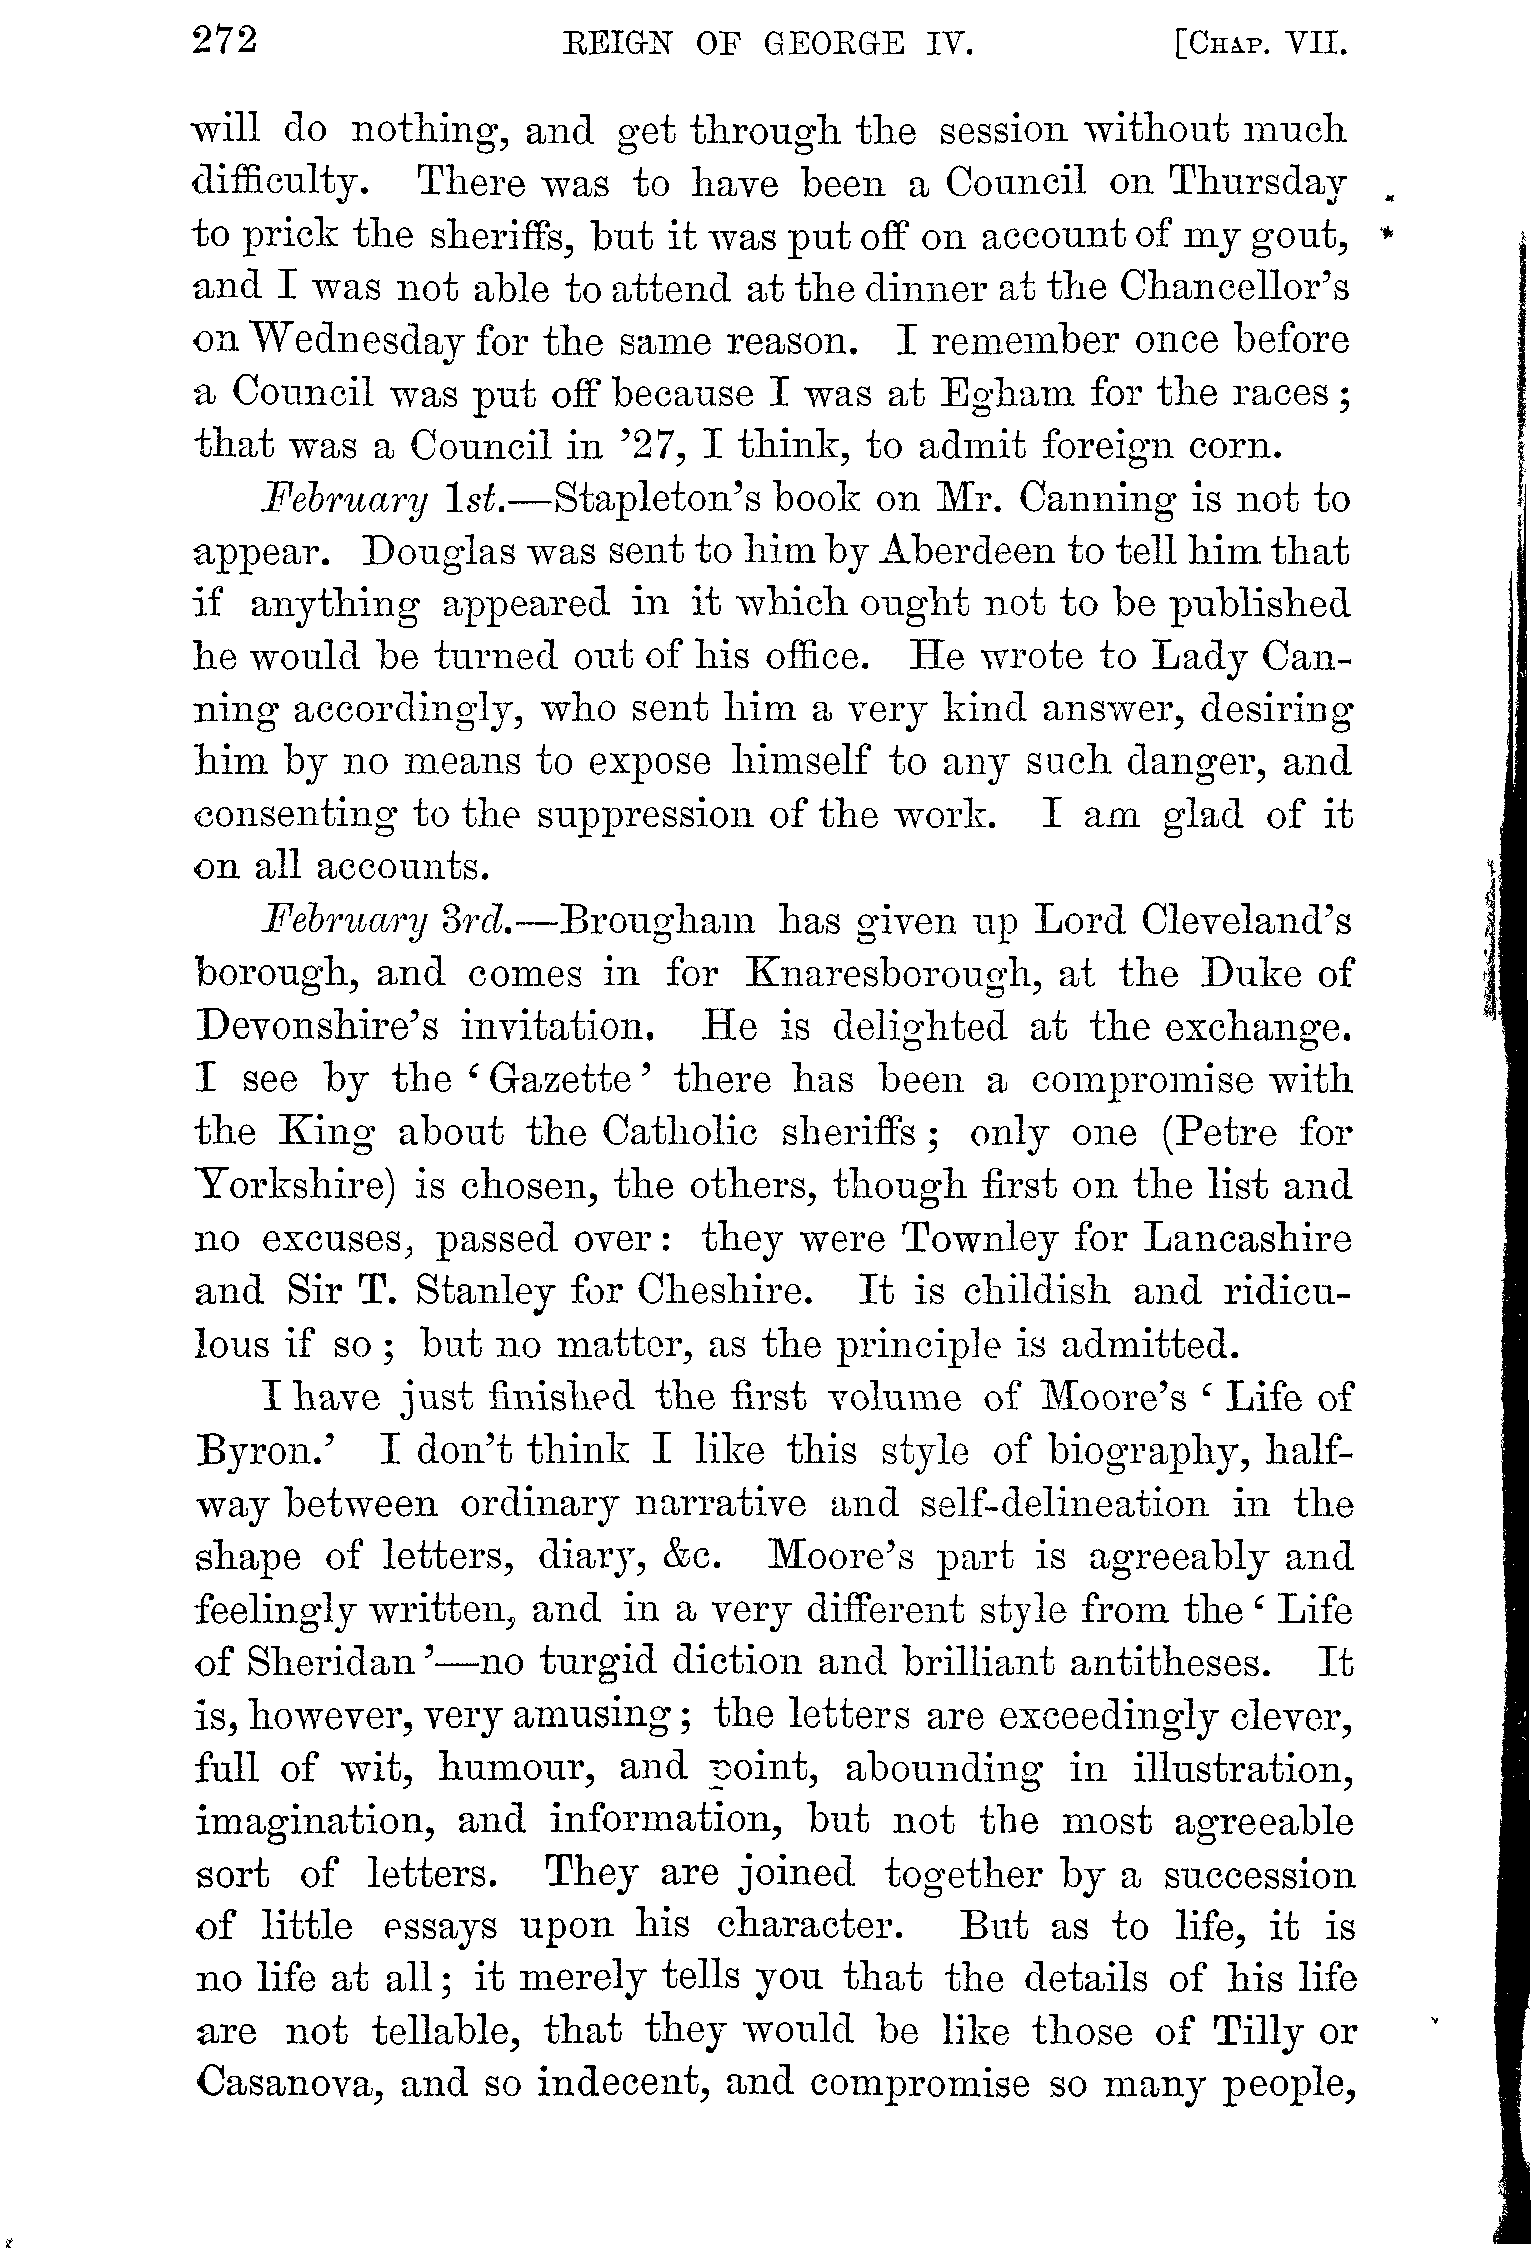 272 REIGN OF GEORGE IV. [CHAP. VII.
will do nothing, and get through the session without much
difficulty. There was to have been a Council on Thursday
to prick the sheriffs, but it was put off on account of my gout,
and I was not able to attend at the dinner at the Chancellor's
on Wednesday for the same reason. I remember once before
a Council was put off because I was at Egham for the races;
that was a Council in '27, I think, to admit foreign corn.
February 1st.—Stapleton's book on Mr. Canning is not to
appear. Douglas was sent to him by Aberdeen to tell him that
if anything appeared in it which ought not to be published
he would be turned out of his office. He wrote to Lady Can-
ning accordingly, who sent him a very kind answer, desiring
him by no means to expose himself to any such danger, and
consenting to the suppression of the work. I am glad of it
on all accounts.
February 3rd.—Brougham has given up Lord Cleveland's
borough, and comes in for Knaresborough, at the Duke of
Devonshire's invitation. He is delighted at the exchange.
I see by the ‘Gazette’ there has been a compromise with
the King about the Catholic sheriffs; only one (Petre for
Yorkshire) is chosen, the others, though first on the list and
no excuses, passed over: they were Townley for Lancashire
and Sir T. Stanley for Cheshire. It is childish and ridicu-
lous if so; but no matter, as the principle is admitted.
I have just finished the first volume of Moore's ‘Life of
Byron.’ I don't think I like this style of biography, half-
way between ordinary narrative and self-delineation in the
shape of letters, diary, &c. Moore's part is agreeably and
feelingly written, and in a very different style from the ‘Life
of Sheridan’—no turgid diction and brilliant antitheses. It
is, however, very amusing; the letters are exceedingly clever,
full of wit, humour, and point, abounding in illustration,
imagination, and information, but not the most agreeable
sort of letters. They are joined together by a succession
of little essays upon his character. But as to life, it is
no life at all; it merely tells you that the details of his life
are not tellable, that they would be like those of Tilly or
Casanova, and so indecent, and compromise so many people,